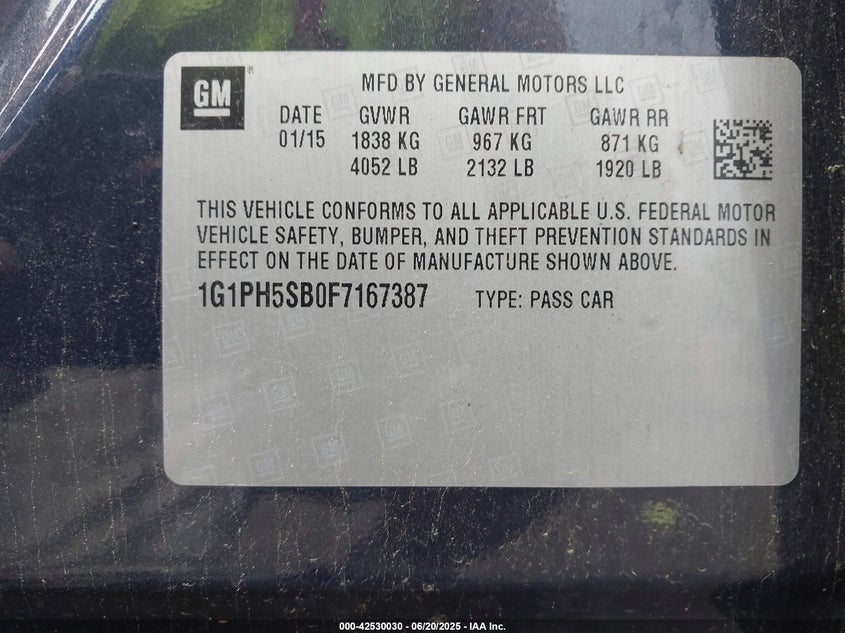 GM ®
MFD BY GENERAL MOTORS LLC
DATE GVWR GAWR FRT GAWR RR
01/15 1838 KG 967 KG 871 KG
4052 LB 2132 LB 1920 LB
THIS VEHICLE CONFORMS TO ALL APPLICABLE U.S. FEDERAL MOTOR
VEHICLE SAFETY, BUMPER, AND THEFT PREVENTION STANDARDS IN
EFFECT ON THE DATE OF MANUFACTURE SHOWN ABOVE.
1G1PH5SB0F7167387 TYPE: PASS CAR
000-42530030 - 06/20/2025 - IAA Inc.